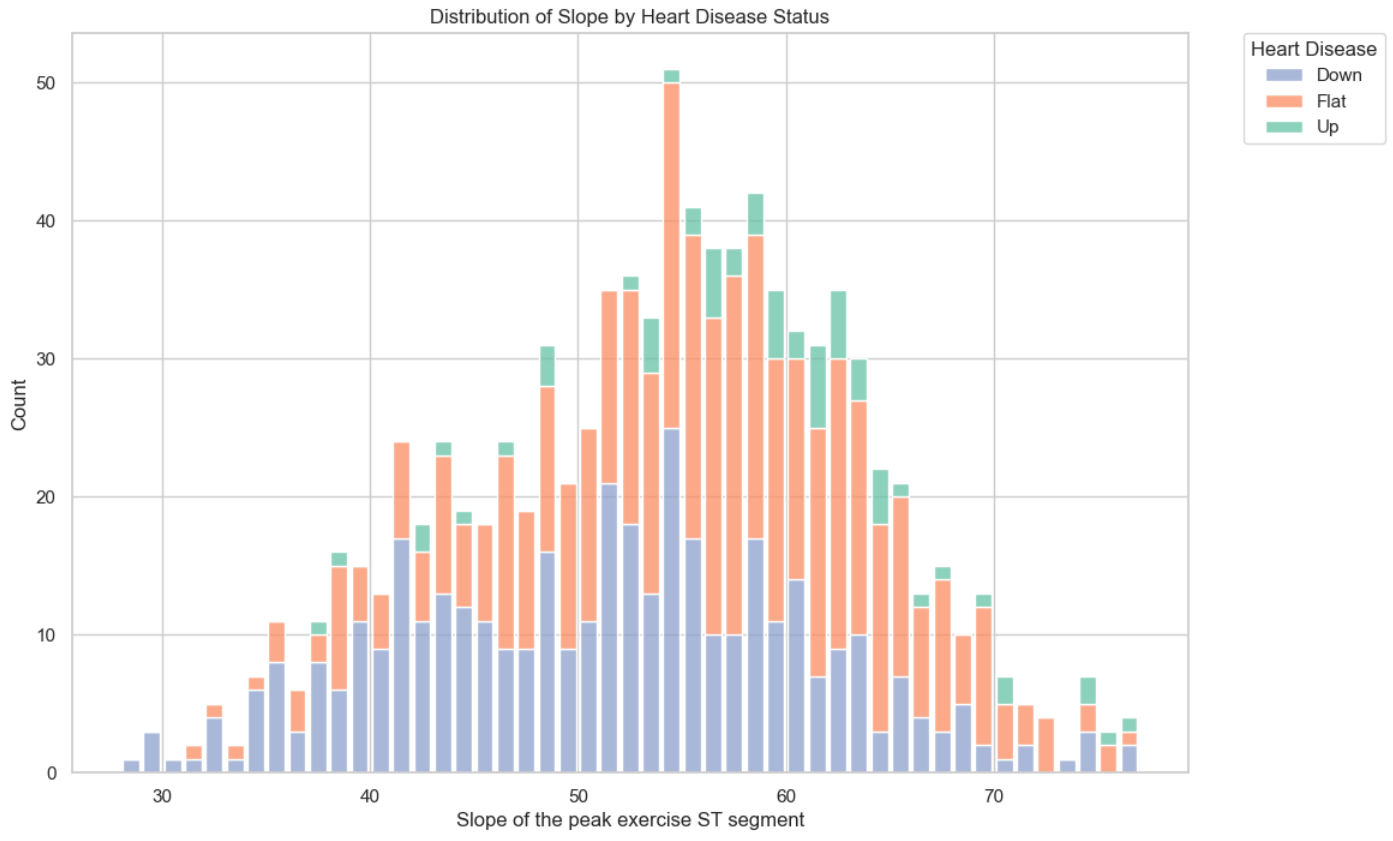 Distribution of Slope by Heart Disease Status
Heart Disease
Down
Flat
Up
50
40
30
20
10
0
Count
30
40
50
60
70
Slope of the peak exercise ST segment